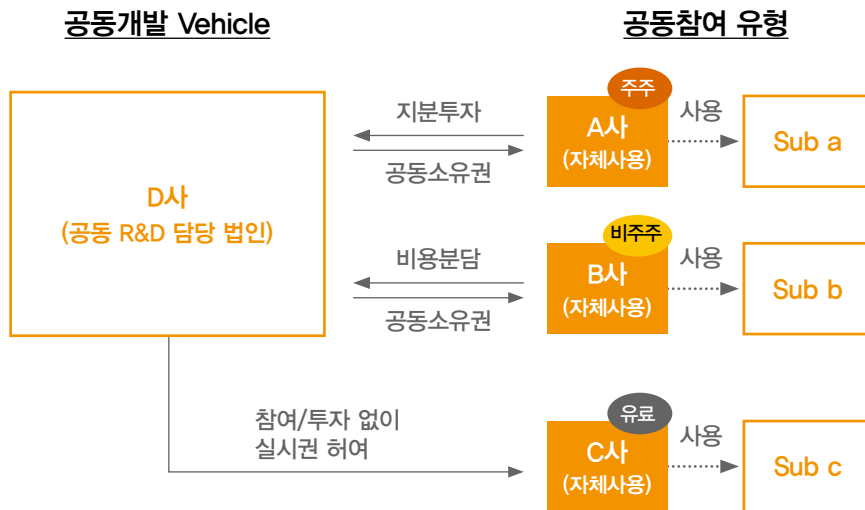 공동개발 Vehicle
공동참여 유형
D사
(공동 R&D 담당 법인)
지분투자
공동소유권
주주
A사
(자체사용)
사용
Sub a
비용분담
공동소유권
비주주
B사
(자체사용)
사용
Sub b
참여/투자 없이
실시권 허여
유료
C사
(자체사용)
사용
Sub c